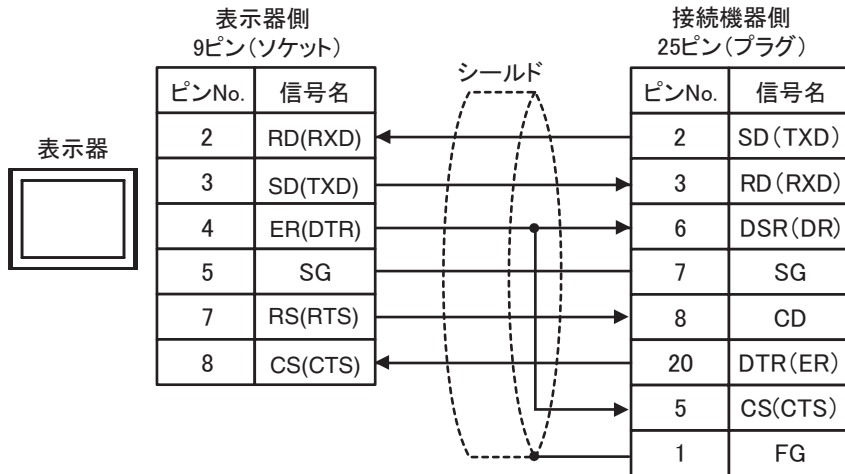 表示器側
9ピン(ソケット)
接続機器側
25ピン(プラグ)
シールド
表示器
ピンNo. 信号名
2 RD(RXD)
3 SD(TXD)
4 ER(DTR)
5 SG
7 RS(RTS)
8 CS(CTS)
ピンNo. 信号名
2 SD(TXD)
3 RD(RXD)
6 DSR(DR)
7 SG
8 CD
20 DTR(ER)
5 CS(CTS)
1 FG